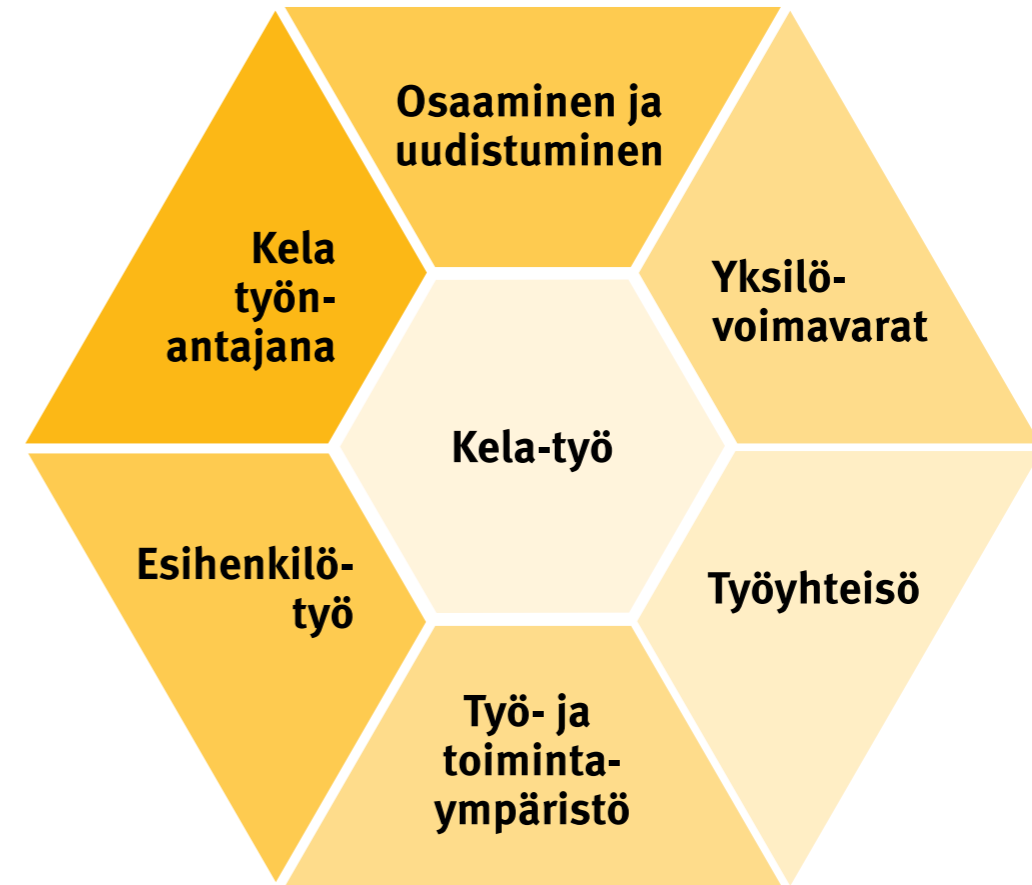 Osaaminen ja
uudistuminen
Kela
työn-
antajana
Yksilö-
voimavarat
Kela-työ
Esihenkilö-
työ
Työyhteisö
Työ- ja
toiminta-
ympäristö